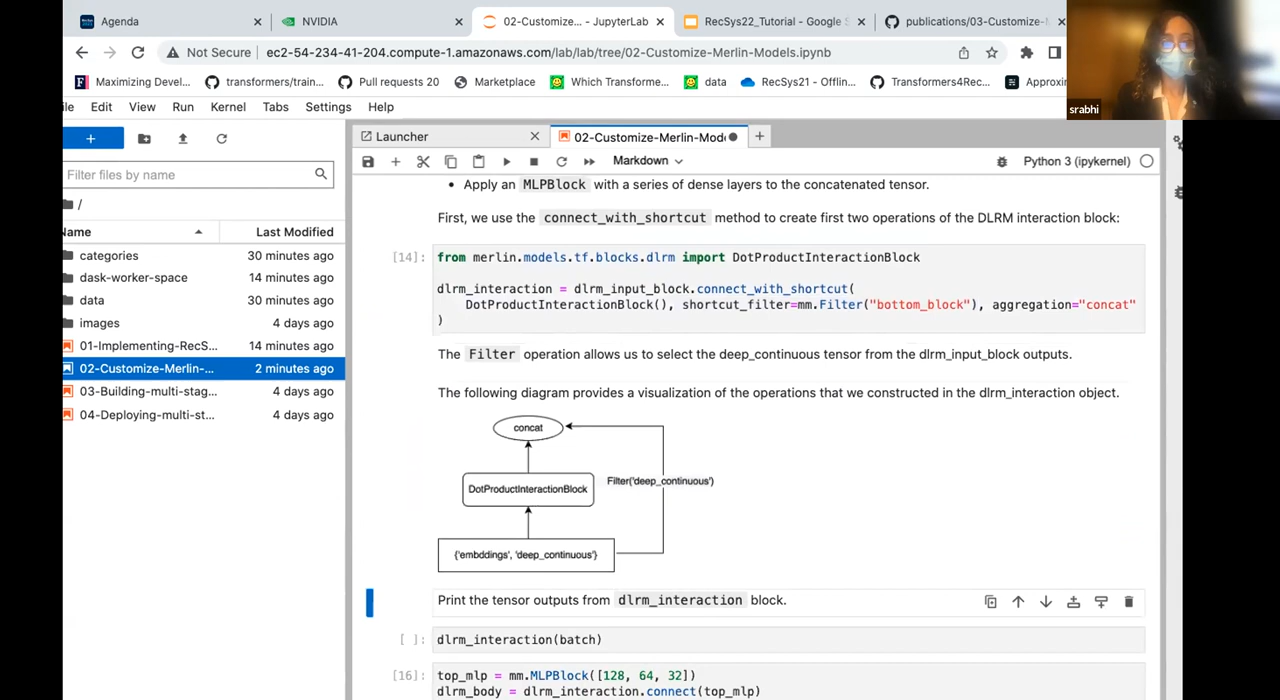 Agenda
NVIDIA
02-Customize... - JupyterLab
RecSys22_Tutorial - Google S
publications/03-Customize-
Not Secure
ec2-54-234-41-204.compute-1.amazonaws.com/lab/lab/tree/02-Customize-Merlin-Models.ipynb
Maximizing Devel...
transformers/train...
Pull requests 20
Marketplace
Which Transforme...
data
RecSys21 - Offlin...
Transformers4Rec...
Approxin
srabhi
ile
Edit
View
Run
Kernel
Tabs
Settings
Help
Launcher
02-Customize-Merlin-Mode
Markdown
Python 3 (ipykernel)
Filter files by name
/
Name
Last Modified
categories
30 minutes ago
dask-worker-space
14 minutes ago
data
30 minutes ago
images
4 days ago
01-Implementing-RecS...
14 minutes ago
02-Customize-Merlin-...
2 minutes ago
03-Building-multi-stag...
4 days ago
04-Deploying-multi-st...
4 days ago
• Apply an MLPBlock with a series of dense layers to the concatenated tensor.
First, we use the connect_with_shortcut method to create first two operations of the DLRM interaction block:
[14]:
from merlin.models.tf.blocks.dlrm import DotProductInteractionBlock
dlrm_interaction = dlrm_input_block.connect_with_shortcut(
DotProductInteractionBlock(), shortcut_filter=mm.Filter("bottom_block"), aggregation="concat"
)
The Filter operation allows us to select the deep_continuous tensor from the dlrm_input_block outputs.
The following diagram provides a visualization of the operations that we constructed in the dlrm_interaction object.
concat
Filter('deep_continuous')
DotProductInteractionBlock
{'embddings', 'deep_continuous'}
Print the tensor outputs from dlrm_interaction block.
[ ]:
dlrm_interaction(batch)
[16]:
top_mlp = mm.MLPBlock([128, 64, 32])
dlrm_body = dlrm_interaction.connect(top_mlp)